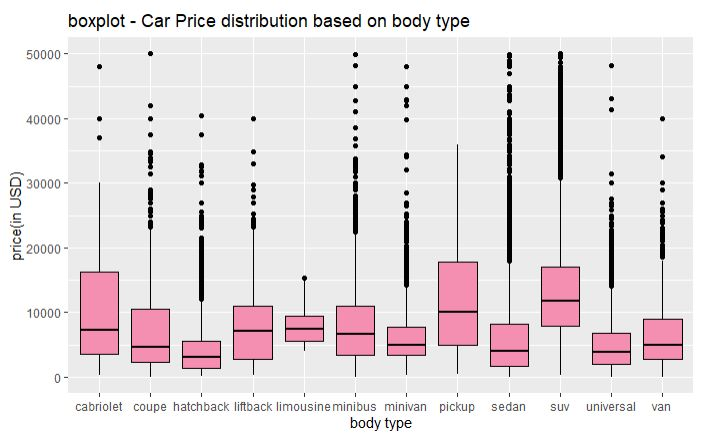 boxplot - Car Price distribution based on body type
price(in USD)
50000
40000
30000
20000
10000
0
cabriolet coupe hatchback liftback limousine minibus minivan pickup sedan suv universal van
body type